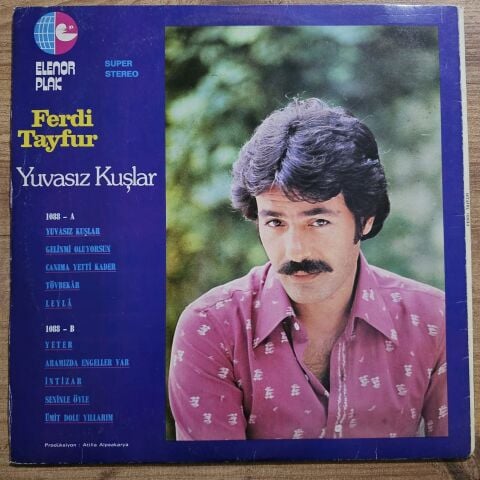 ELENOR
PLAK
SUPER
STEREO
Ferdi
Tayfur
Yuvasız Kuşlar
1088 - A
YUVASIZ KUŞLAR
GELİNMİ OLUYORSUN
CANIMA YETTİ KADER
TÖVBEKÂR
LEYLÂ
1088 - B
YETER
ARAMIZDA ENGELLER VAR
İNTİZAR
SENİNLE ÖYLE
ÜMİT DOLU YILLARIM
Prodüksiyon : Atilla Alpsakarya